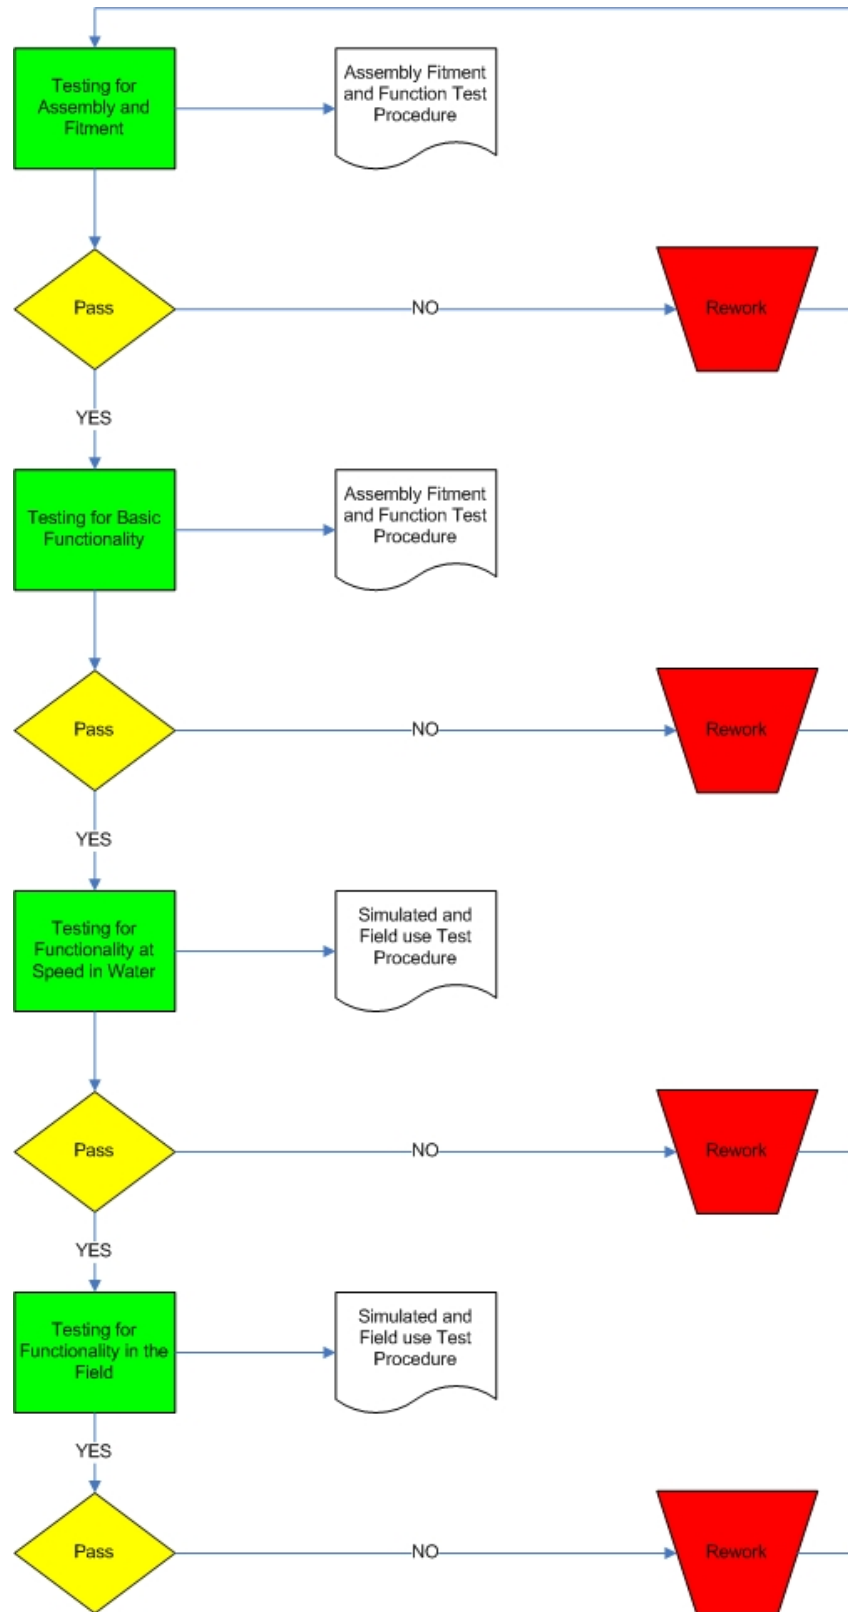 Testing for
Assembly and
Fitment
Assembly Fitment
and Function Test
Procedure
Pass
NO
Rework
YES
Testing for Basic
Functionality
Assembly Fitment
and Function Test
Procedure
Pass
NO
Rework
YES
Testing for
Functionality at
Speed in Water
Simulated and
Field use Test
Procedure
Pass
NO
Rework
YES
Testing for
Functionality in the
Field
Simulated and
Field use Test
Procedure
YES
Pass
NO
Rework